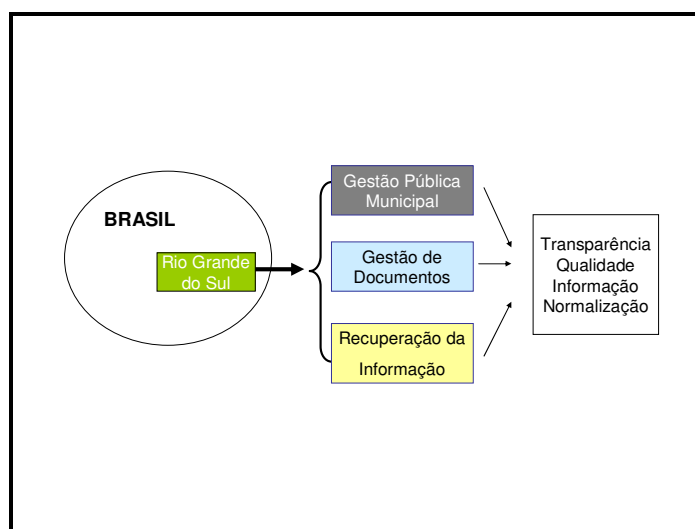 BRASIL
Rio Grande
do Sul
Gestão Pública
Municipal
Gestão de
Documentos
Recuperação da
Informação
Transparência
Qualidade
Informação
Normalização